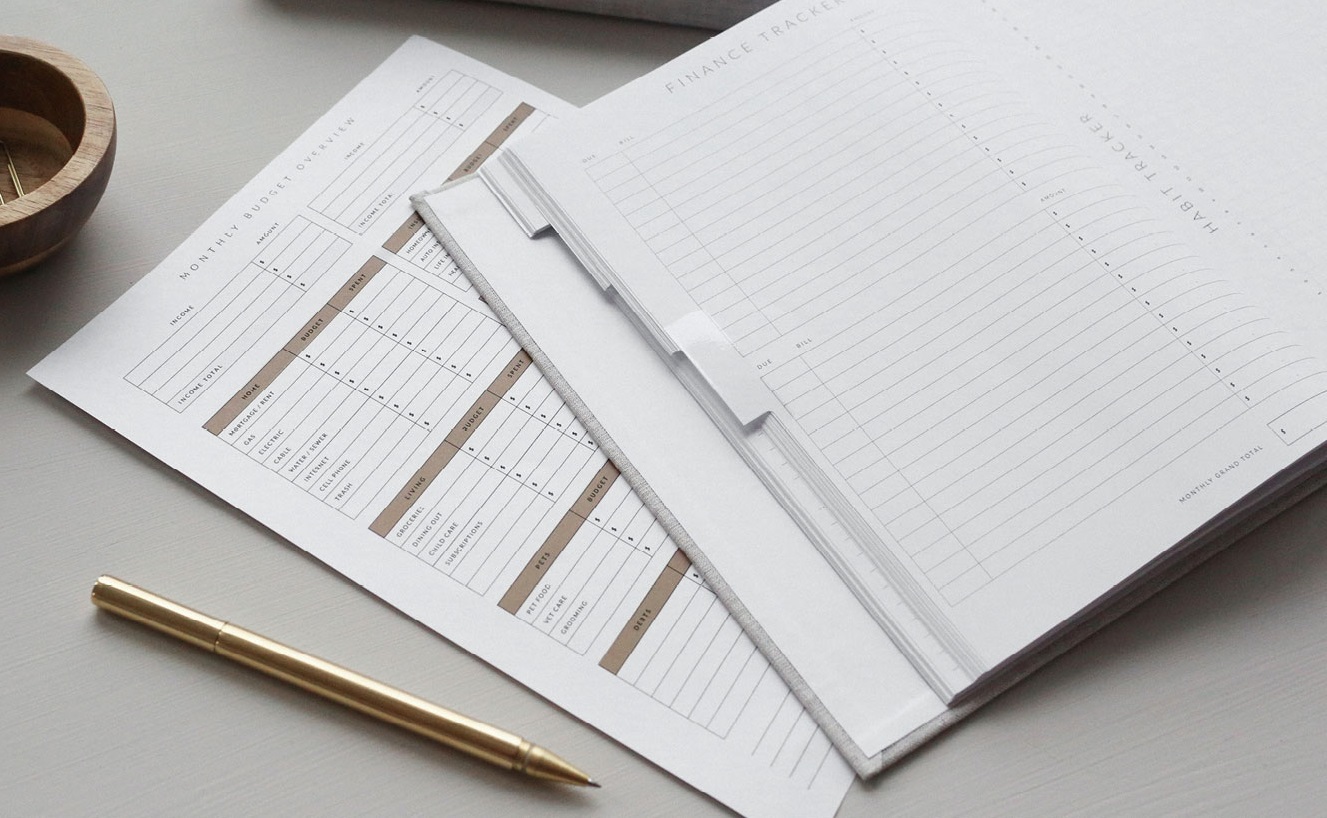 MONTHLY BUDGET OVERVIEW
INCOME AMOUNT
$
$
$
INCOME TOTAL
INCOME AMOUNT
$
$
$
INCOME TOTAL
HOME BUDGET SPENT
MORTGAGE / RENT $ $
GAS $ $
ELECTRIC $ $
CABLE $ $
WATER / SEWER $ $
INTERNET $ $
CELL PHONE $ $
TRASH $ $
BUDGET SPENT
AUTO
LIFE
LIVING BUDGET SPENT
GROCERIES $ $
DINING OUT $ $
CHILD CARE $ $
SUBSCRIPTIONS $ $
PETS BUDGET
PET FOOD $
VET CARE $
GROOMING $
DEBTS
$
FINANCE TRACKER
DUE BILL AMOUNT
$
$
$
$
$
$
$
$
$
$
DUE BILL AMOUNT
$
$
$
$
$
$
$
$
$
$
$
$
MONTHLY GRAND TOTAL $
HABIT TRACKER